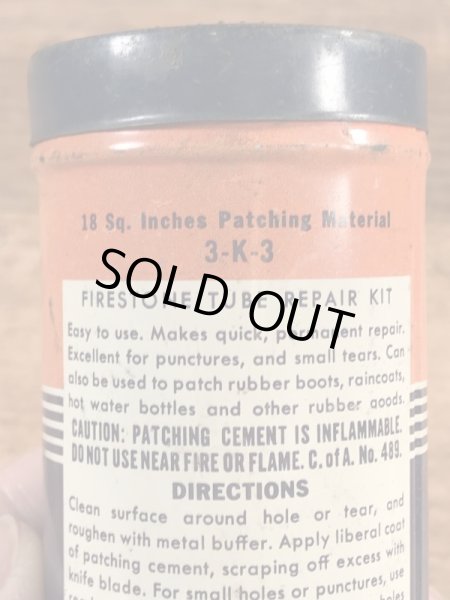 18 Sq. Inches Patching Material
3-K-3
SOLD OUT
FIRESTONE TUBE REPAIR KIT
Easy to use. Makes quick, permanent repair.
Excellent for punctures, and small tears. Can
also be used to patch rubber boots, raincoats,
hot water bottles and other rubber goods.
CAUTION: PATCHING CEMENT IS INFLAMMABLE.
DO NOT USE NEAR FIRE OR FLAME. C. of A. No. 489.
DIRECTIONS
Clean surface around hole or tear, and
roughen with metal buffer. Apply liberal coat
of patching cement, scraping off excess with
knife blade. For small holes or punctures, use
holes